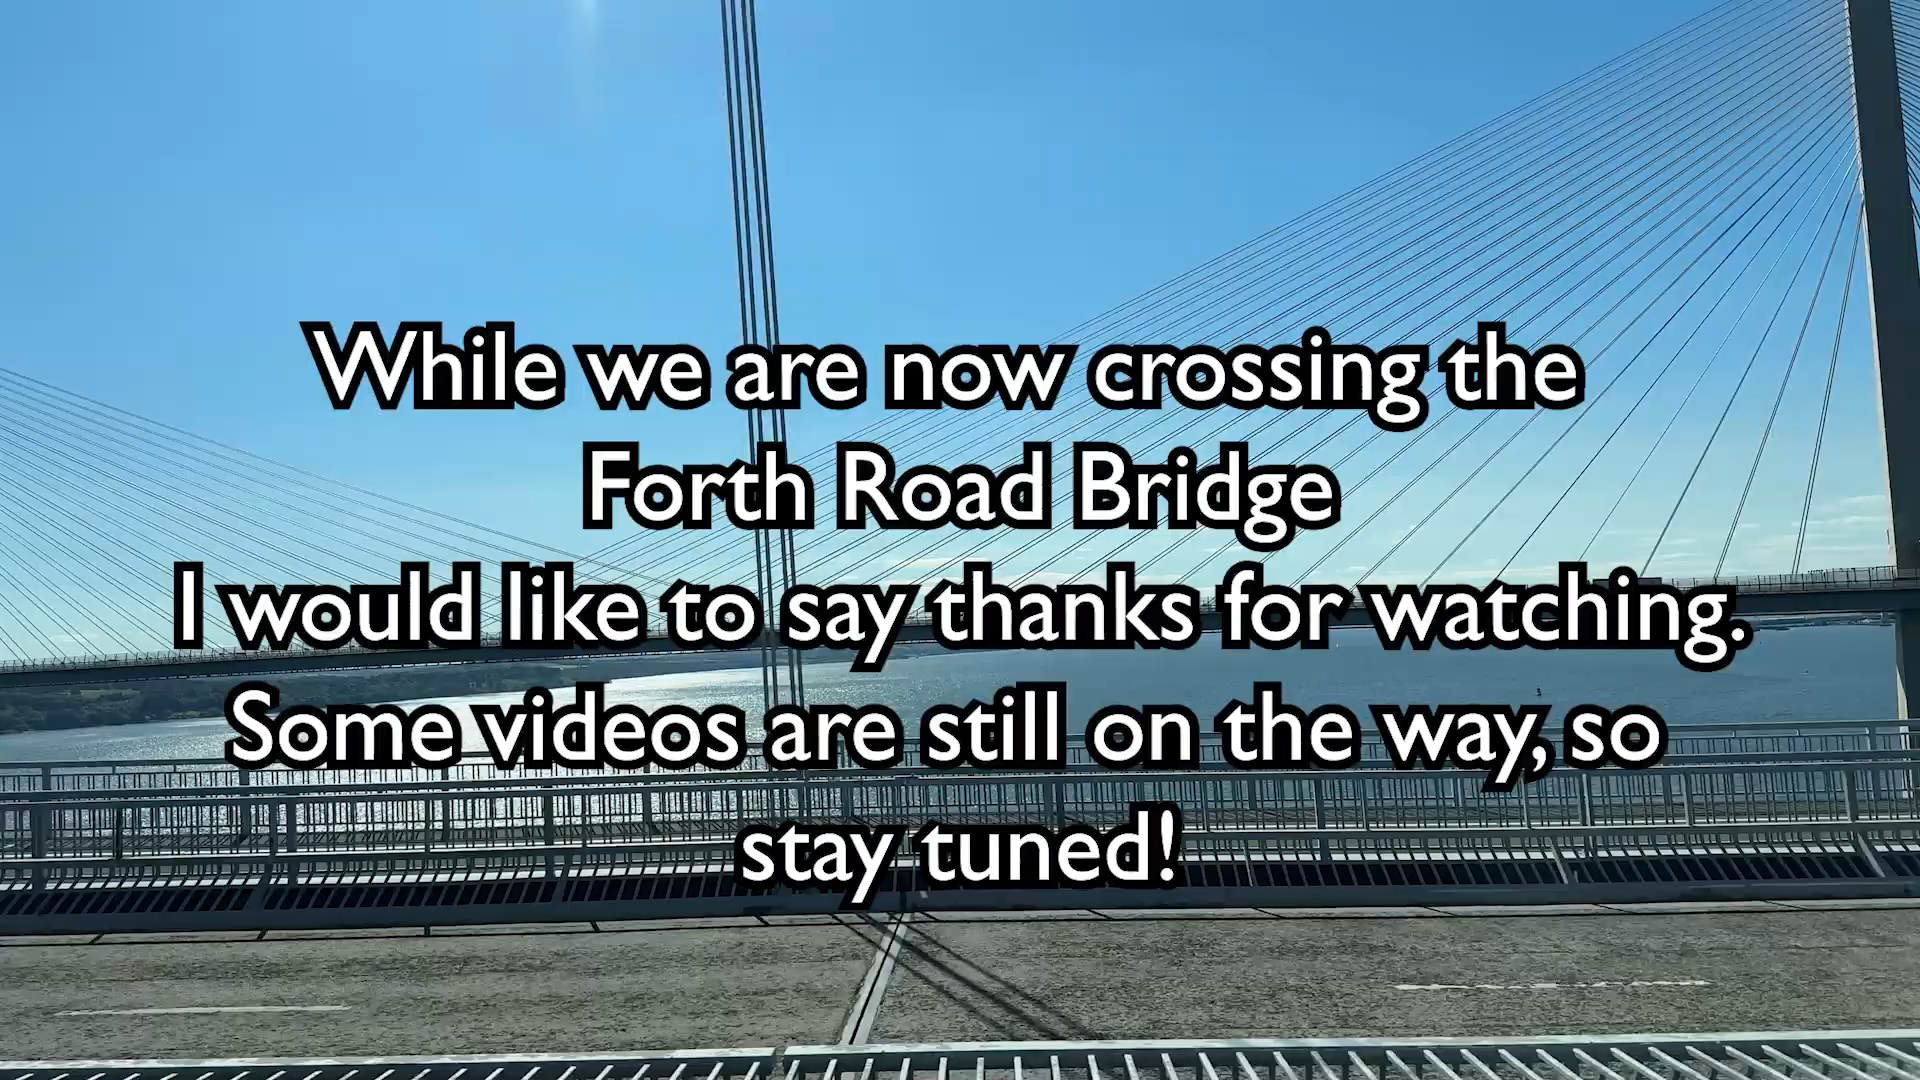 While we are now crossing the
Forth Road Bridge
I would like to say thanks for watching.
Some videos are still on the way, so
stay tuned!